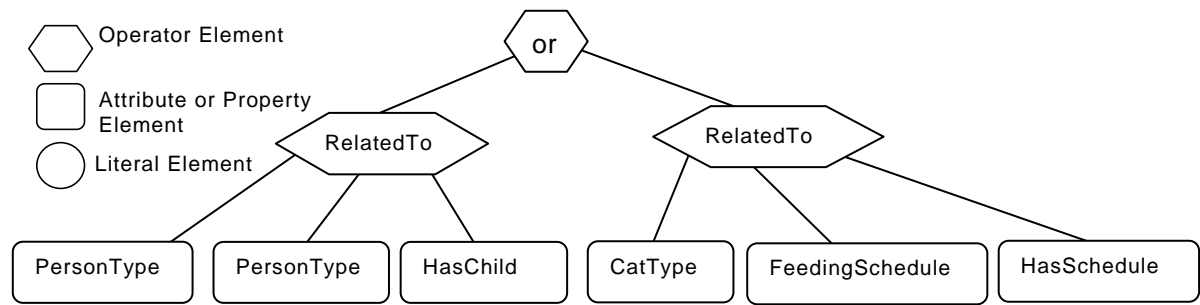 Operator Element
Attribute or Property
Element
Literal Element
or
RelatedTo
RelatedTo
PersonType
PersonType
HasChild
CatType
FeedingSchedule
HasSchedule